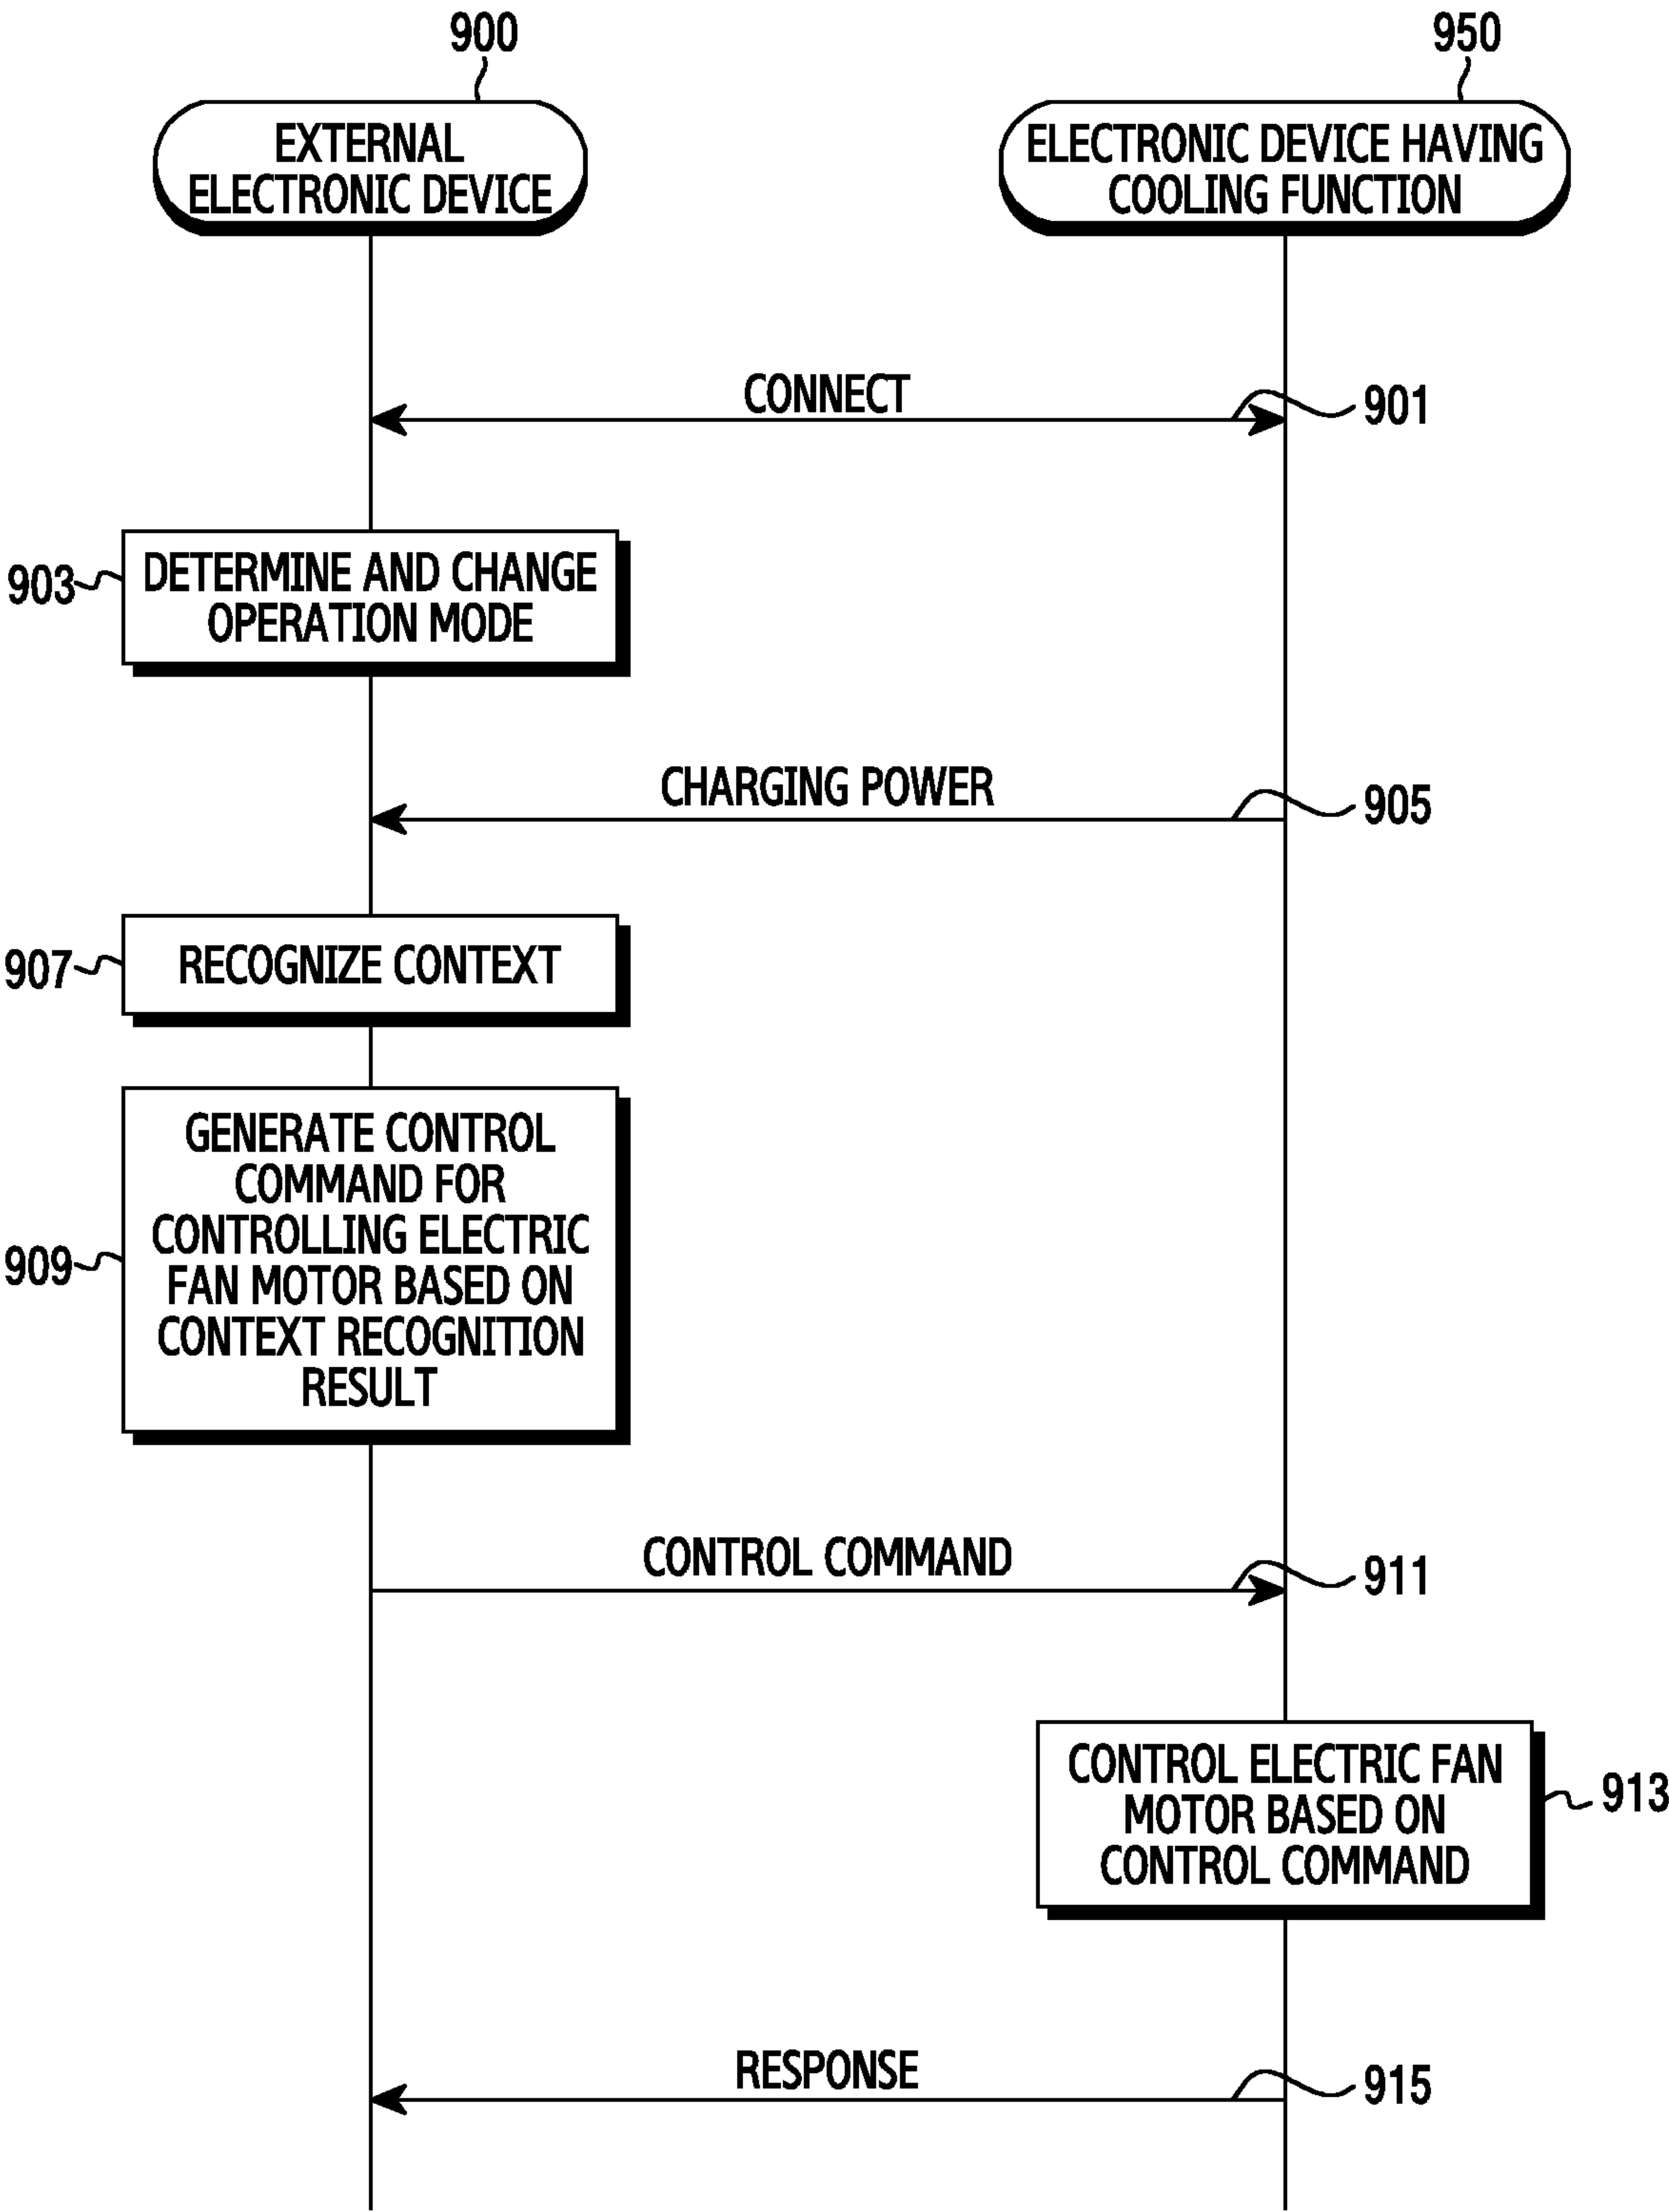 900
950
EXTERNAL
ELECTRONIC DEVICE
ELECTRONIC DEVICE HAVING
COOLING FUNCTION
CONNECT
901
903
DETERMINE AND CHANGE
OPERATION MODE
CHARGING POWER
905
907
RECOGNIZE CONTEXT
909
GENERATE CONTROL
COMMAND FOR
CONTROLLING ELECTRIC
FAN MOTOR BASED ON
CONTEXT RECOGNITION
RESULT
CONTROL COMMAND
911
CONTROL ELECTRIC FAN
MOTOR BASED ON
CONTROL COMMAND
913
RESPONSE
915